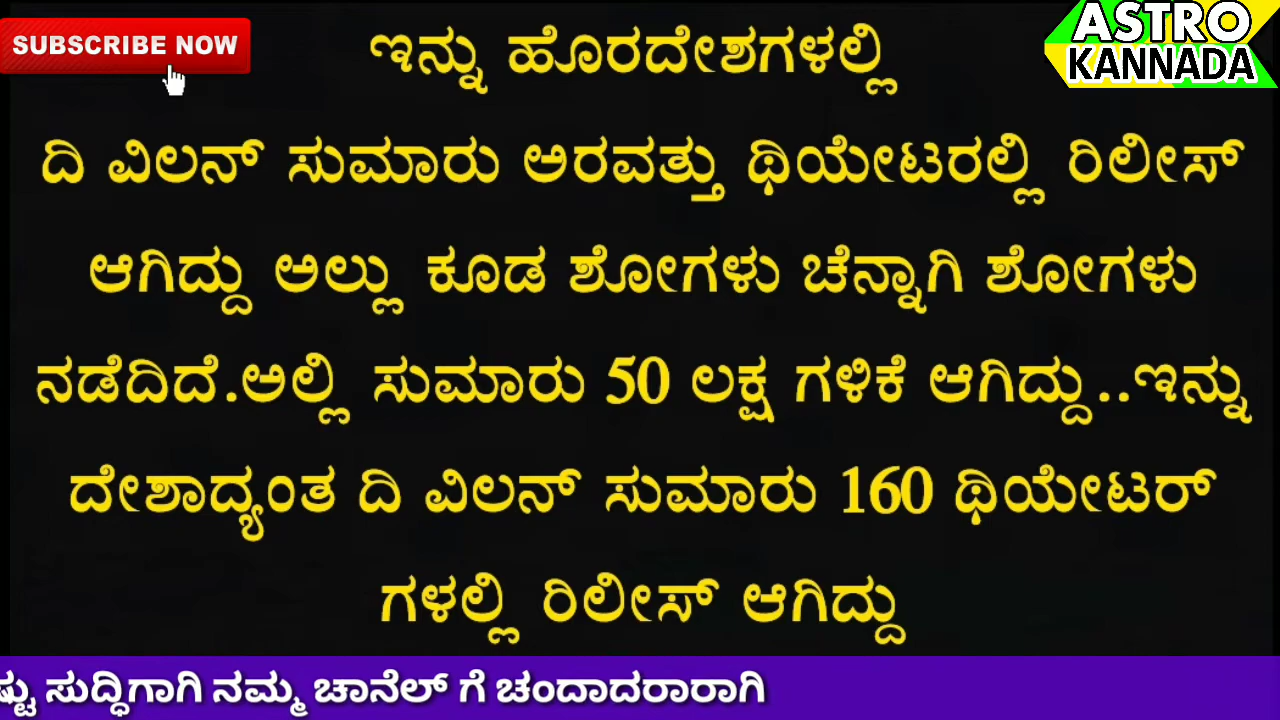 SUBSCRIBE NOW
ASTRO
KANNADA
ಇನ್ನು ಹೊರದೇಶಗಳಲ್ಲಿ
ದಿ ವಿಲನ್ ಸುಮಾರು ಅರವತ್ತು ಥಿಯೇಟರಲ್ಲಿ ರಿಲೀಸ್
ಆಗಿದ್ದು ಅಲ್ಲು ಕೂಡ ಶೋಗಳು ಚೆನ್ನಾಗಿ ಶೋಗಳು
ನಡೆದಿದೆ.ಅಲ್ಲಿ ಸುಮಾರು 50 ಲಕ್ಷ ಗಳಿಕೆ ಆಗಿದ್ದು..ಇನ್ನು
ದೇಶಾದ್ಯಂತ ದಿ ವಿಲನ್ ಸುಮಾರು 160 ಥಿಯೇಟರ್
ಗಳಲ್ಲಿ ರಿಲೀಸ್ ಆಗಿದ್ದು
ಸುದ್ಧಿಗಾಗಿ ನಮ್ಮ ಚಾನೆಲ್ ಗೆ ಚಂದಾದರಾರಾಗಿ